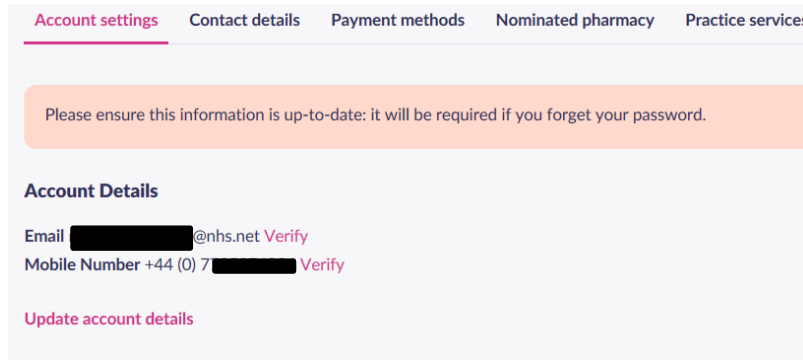 Account settings Contact details Payment methods Nominated pharmacy Practice services
Please ensure this information is up-to-date: it will be required if you forget your password.
Account Details
Email @nhs.net Verify
Mobile Number +44 (0) 7 Verify
Update account details